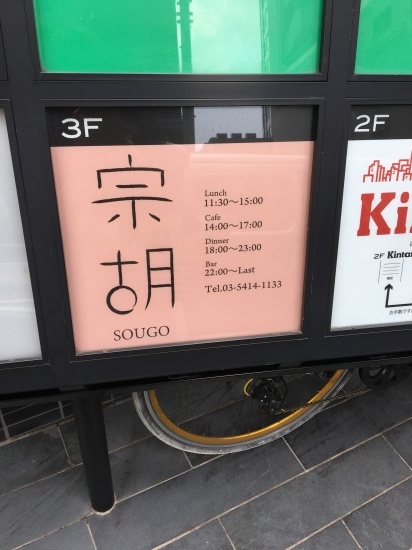 3F
宗胡
SOUGO
Lunch
11:30～15:00
Cafe
14:00～17:00
Dinner
18:00～23:00
Bar
22:00～Last
Tel.03-5414-1133
2F
Ki
2F Kintan